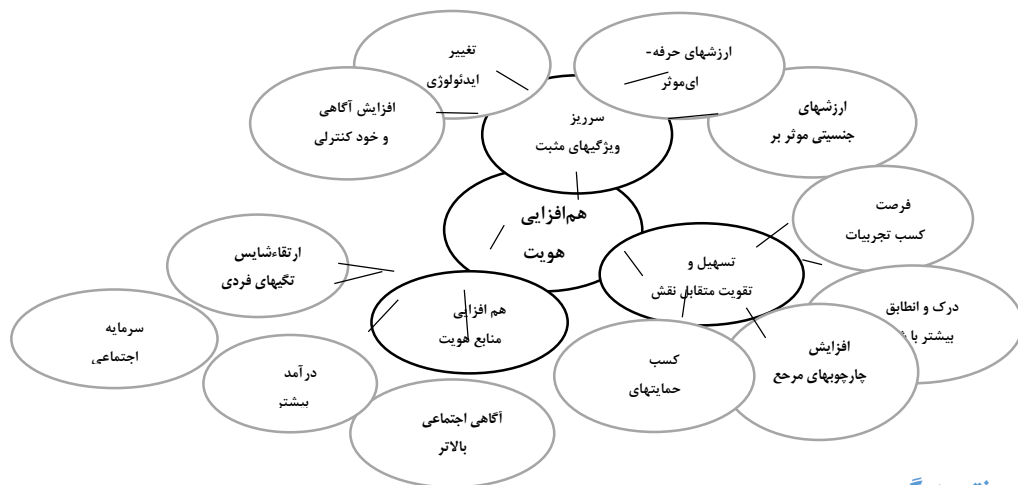 تغییر
ایدئولوژی
ارزشهای حرفه-
ای‌موثر
افزایش آگاهی
و خود کنترلی
سرریز
ویژگیهای مثبت
ارزشهای
جنسیتی موثر بر
هم‌افزایی
هویت
فرصت
کسب تجربیات
تسهیل و
تقویت متقابل نقش
ارتقاءشایس
تگیهای فردی
هم افزایی
منابع هویت
درک و انطابق
بیشتر با
افزایش
چارچوبهای مرجع
کسب
حمایتهای
سرمایه
اجتماعی
درآمد
بیشتر
آگاهی اجتماعی
بالاتر